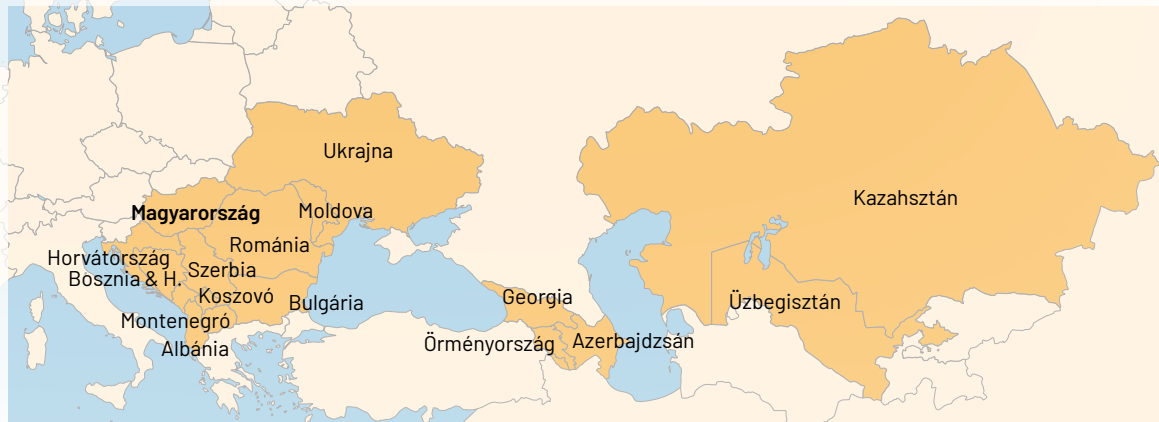 Ukrajna
Kazahsztán
Magyarország
Moldova
Románia
Horvátország
Szerbia
Bosznia & H.
Koszovó
Bulgária
Georgia
Üzbegisztán
Montenegró
Örményország
Azerbajdzsán
Albánia